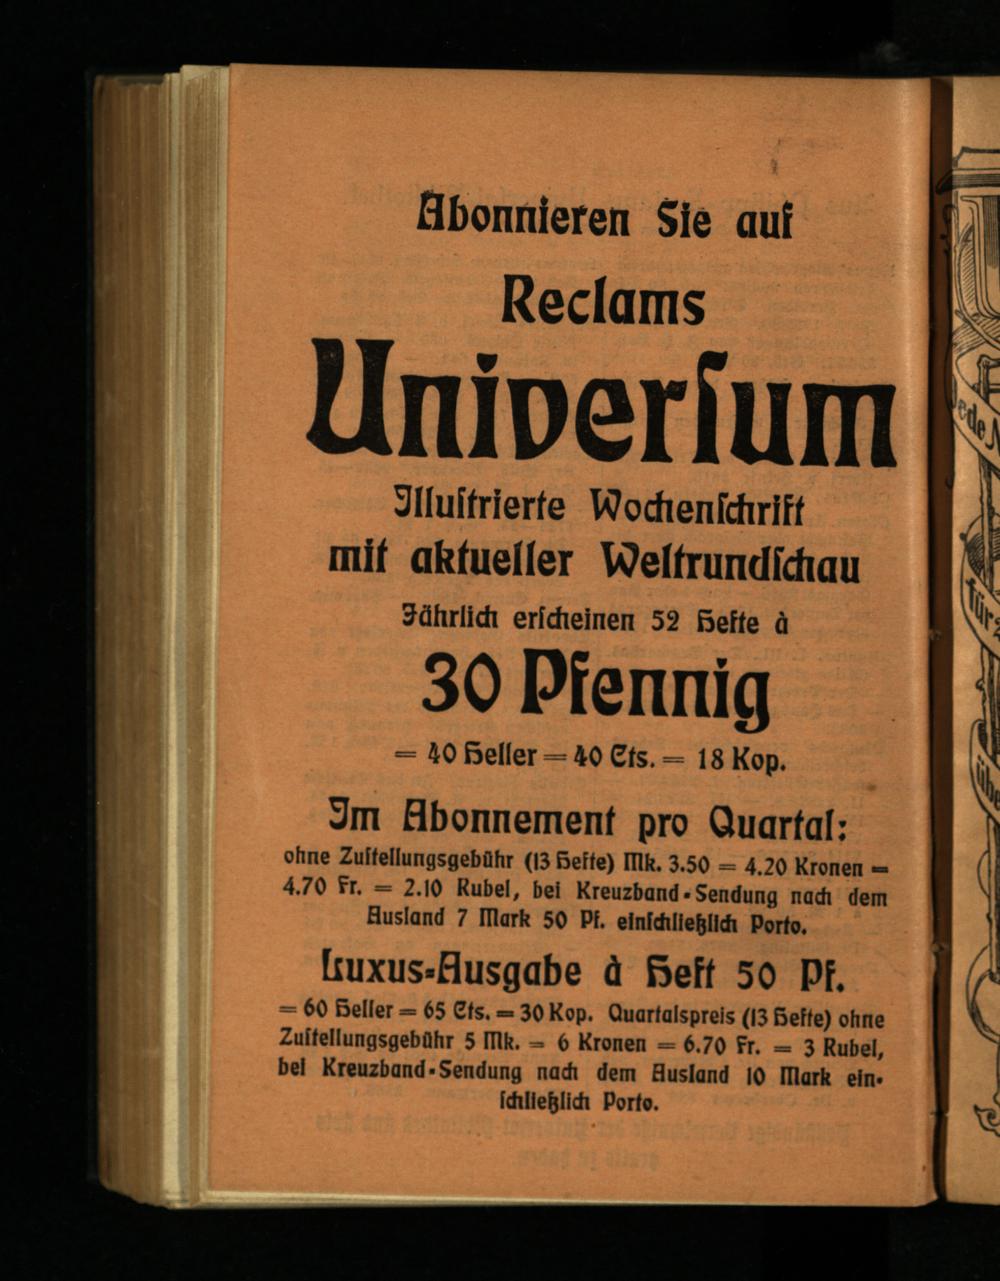 Abonnieren Sie auf
Reclams
Univerſum
Illuſtrierte Wochenſchrift
mit aktueller Weltrundſchau
Jährlich erſcheinen 52 Hefte à
30 Pfennig
= 40 Heller = 40 Cts. = 18 Kop.
Im Abonnement pro Quartal:
ohne Zuſtellungsgebühr (13 Hefte) Mk. 3.50 = 4.20 Kronen =
4.70 Fr. = 2.10 Rubel, bei Kreuzband-Sendung nach dem
Ausland 7 Mark 50 Pf. einſchließlich Porto.
Luxus-Ausgabe à Heft 50 Pf.
= 60 Heller = 65 Cts. = 30 Kop. Quartalspreis (13 Hefte) ohne
Zuſtellungsgebühr 5 Mk. = 6 Kronen = 6.70 Fr. = 3 Rubel,
bei Kreuzband-Sendung nach dem Ausland 10 Mark ein-
ſchließlich Porto.